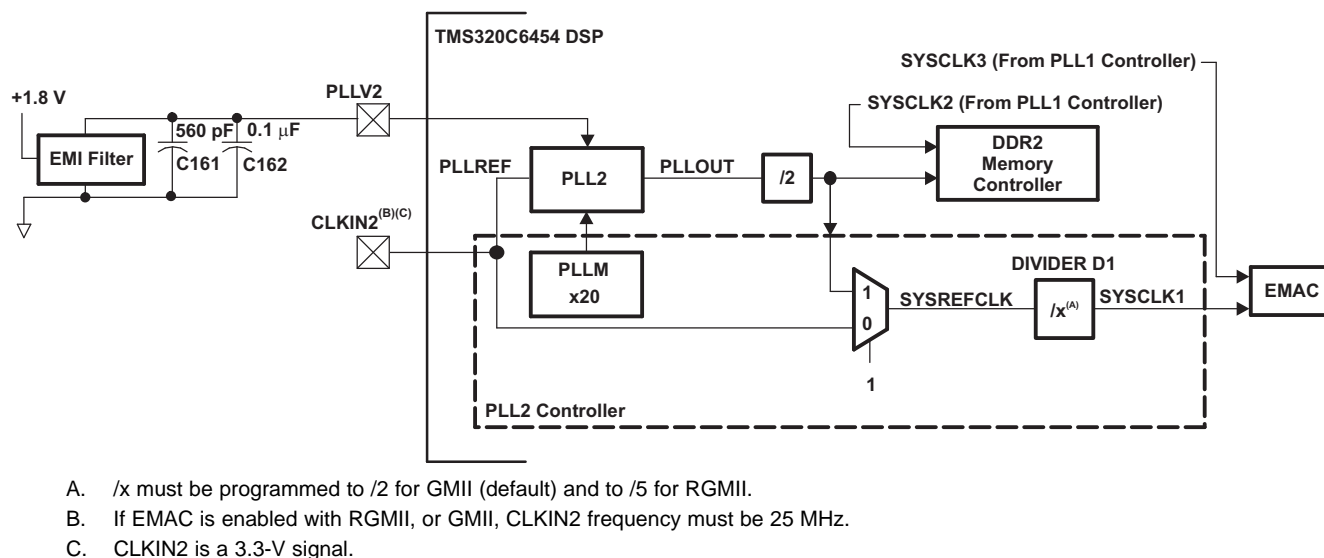 TMS320C6454 DSP
SYSCLK3 (From PLL1 Controller)
+1.8 V
PLLV2
SYSCLK2 (From PLL1 Controller)
560 pF 0.1 μF
EMI Filter
C161 C162
DDR2
Memory
Controller
PLLREF
PLL2
PLLOUT
/2
CLKIN2(B)(C)
PLLM
x20
DIVIDER D1
1
SYSREFCLK
/x(A)
SYSCLK1
EMAC
0
1
PLL2 Controller
A. /x must be programmed to /2 for GMII (default) and to /5 for RGMII.
B. If EMAC is enabled with RGMII, or GMII, CLKIN2 frequency must be 25 MHz.
C. CLKIN2 is a 3.3-V signal.